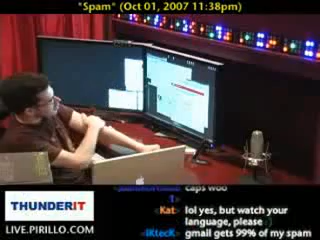 "Spam" (Oct 01, 2007 11:38pm)
caps woo
1>
<Kat> lol yes, but watch your
language, please :)
<IKtecK> gmail gets 99% of my spam
THUNDERIT
LIVE.PIRILLO.COM